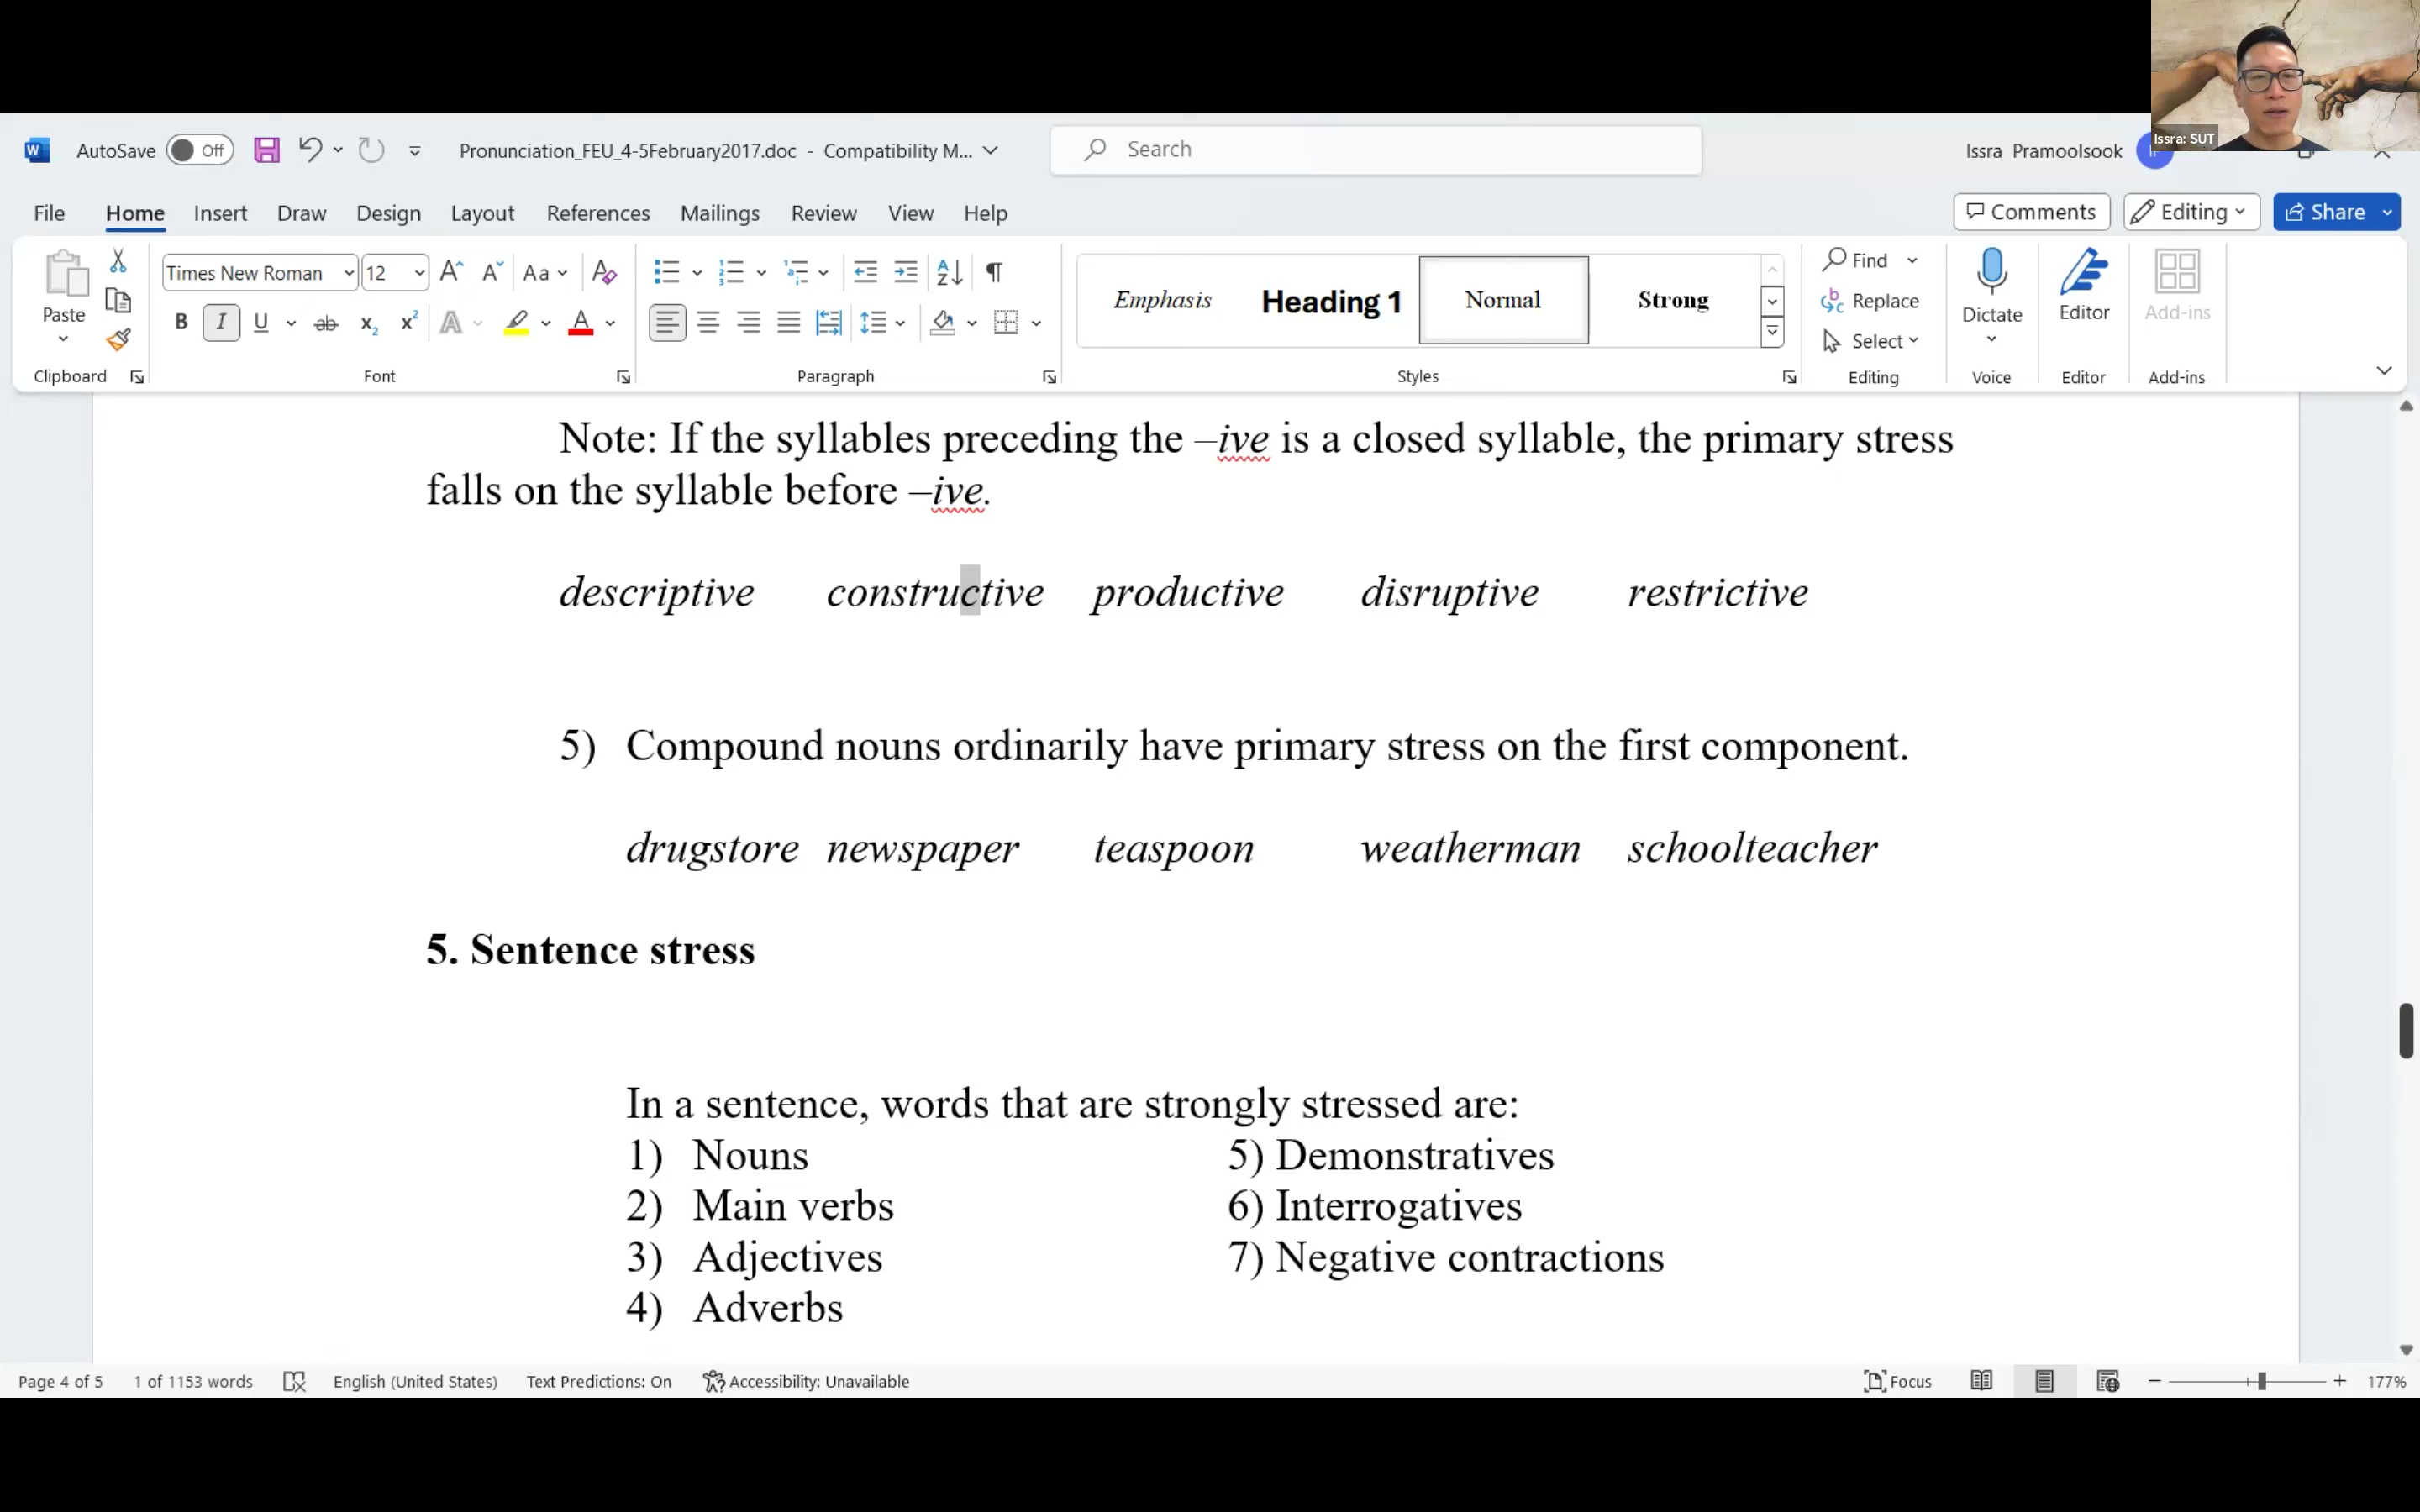 Issra: SUT
AutoSave Off Pronunciation_FEU_4-5February2017.doc - Compatibility M... Search Issra Pramoolsook
File Home Insert Draw Design Layout References Mailings Review View Help Comments Editing Share
Paste Times New Roman 12 Aa Emphasis Heading 1 Normal Strong Find Replace Select Dictate Editor Add-ins
Clipboard Font Paragraph Styles Editing Voice Editor Add-ins
Note: If the syllables preceding the –ive is a closed syllable, the primary stress
falls on the syllable before –ive.
descriptive constructive productive disruptive restrictive
5) Compound nouns ordinarily have primary stress on the first component.
drugstore newspaper teaspoon weatherman schoolteacher
5. Sentence stress
In a sentence, words that are strongly stressed are:
1) Nouns 5) Demonstratives
2) Main verbs 6) Interrogatives
3) Adjectives 7) Negative contractions
4) Adverbs
Page 4 of 5 1 of 1153 words English (United States) Text Predictions: On Accessibility: Unavailable Focus 177%